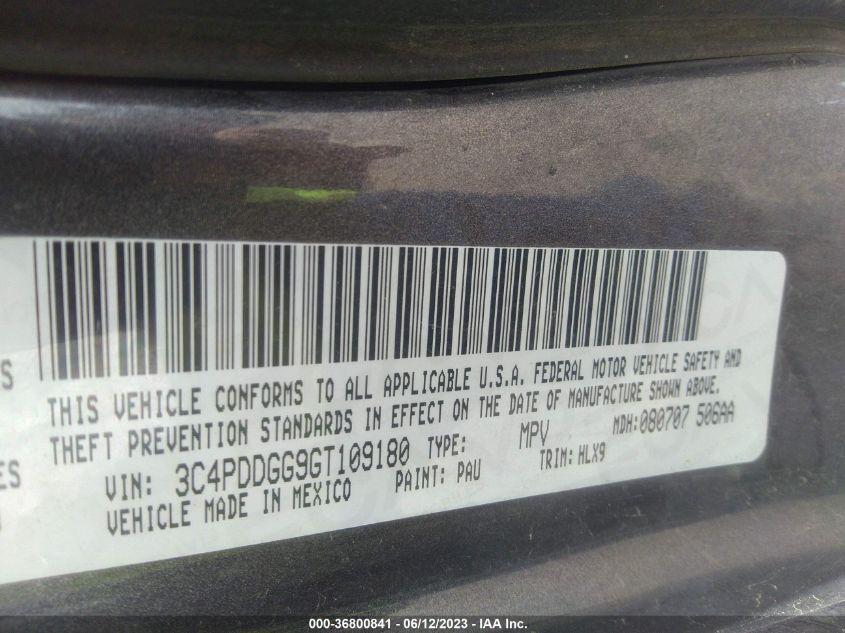 S
THIS VEHICLE CONFORMS TO ALL APPLICABLE U.S.A. FEDERAL MOTOR VEHICLE SAFETY AND
THEFT PREVENTION STANDARDS IN EFFECT ON THE DATE OF MANUFACTURE SHOWN ABOVE.
ES
VIN: 3C4PDDGG9GT109180 TYPE: MPV MDH:080707 506AA
VEHICLE MADE IN MEXICO PAINT: PAU TRIM: HLX9
000-36800841 - 06/12/2023 - IAA Inc.